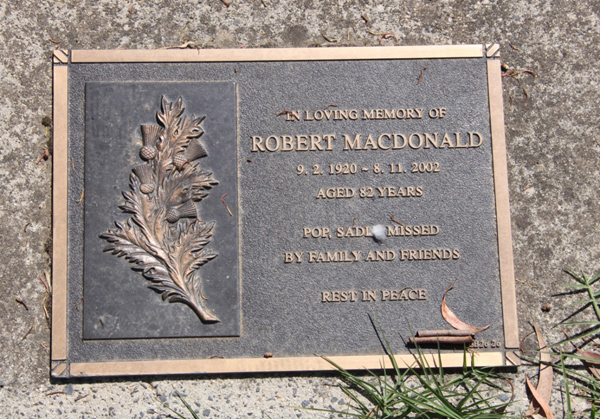 IN LOVING MEMORY OF
ROBERT MACDONALD
9. 2. 1920 ~ 8. 11. 2002
AGED 82 YEARS
POP, SADLY MISSED
BY FAMILY AND FRIENDS
REST IN PEACE